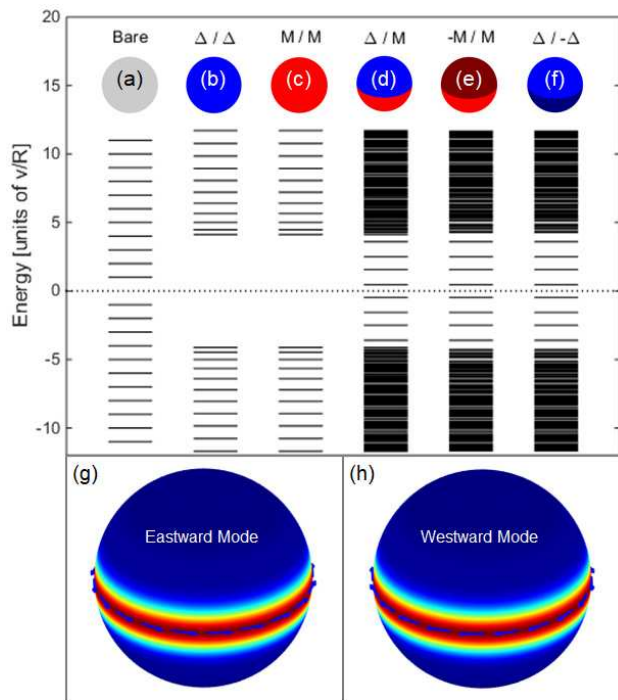 20
Bare Δ / Δ M / M Δ / M -M / M Δ / -Δ
15
(a) (b) (c) (d) (e) (f)
10
5
0
-5
-10
Energy [units of v/R]
(g) (h)
Eastward Mode Westward Mode